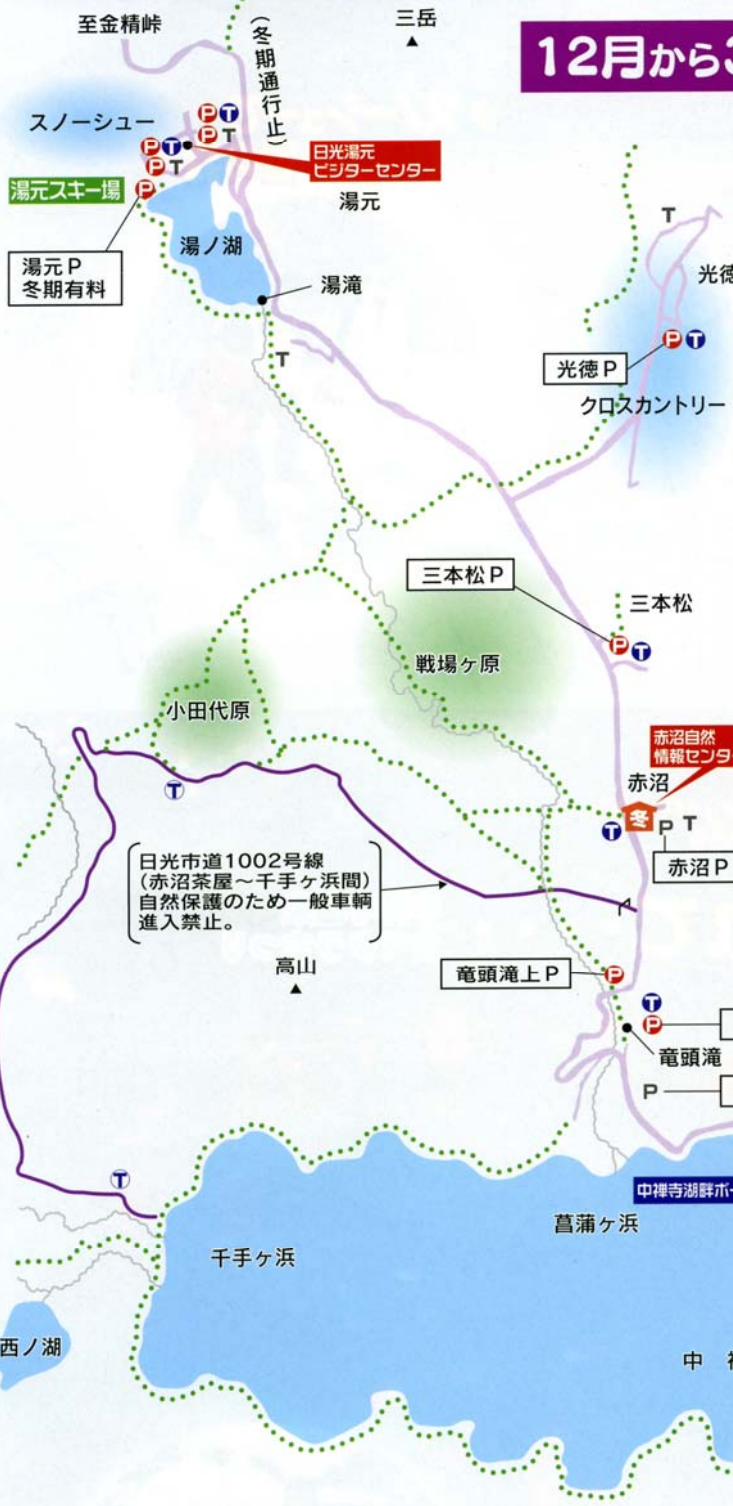 至金精峠
(冬期通行止)
三岳
12月から3
スノーシュー
P T
P T
P T
P T
日光湯元
ビジターセンター
湯元スキー場
P
湯元
湯ノ湖
湯元P
冬期有料
湯滝
T
T
光徳
P T
光徳P
クロスカントリー
三本松P
三本松
P T
戦場ヶ原
小田代原
赤沼自然
情報センター
赤沼
T
冬
P T
赤沼P
T
日光市道1002号線
(赤沼茶屋～千手ヶ浜間)
自然保護のため一般車輌
進入禁止。
高山
竜頭滝上P
P
T
P
竜頭滝
P
T
中禅寺湖畔ボー
菖蒲ヶ浜
千手ヶ浜
西ノ湖
中